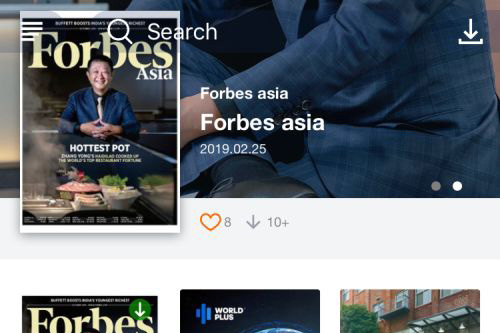 BUFFETT BOOSTS INDIA'S YOUNGEST RICHEST
Search
Forbes
Asia
HOTTEST POT
ZHANG YONG'S HAIDILAO COOKED UP
THE WORLD'S TOP RESTAURANT FORTUNE
Forbes asia
Forbes asia
2019.02.25
8
10+
BUFFETT BOOSTS INDIA'S YOUNGEST RICHEST
Forbes
WORLD
PLUS